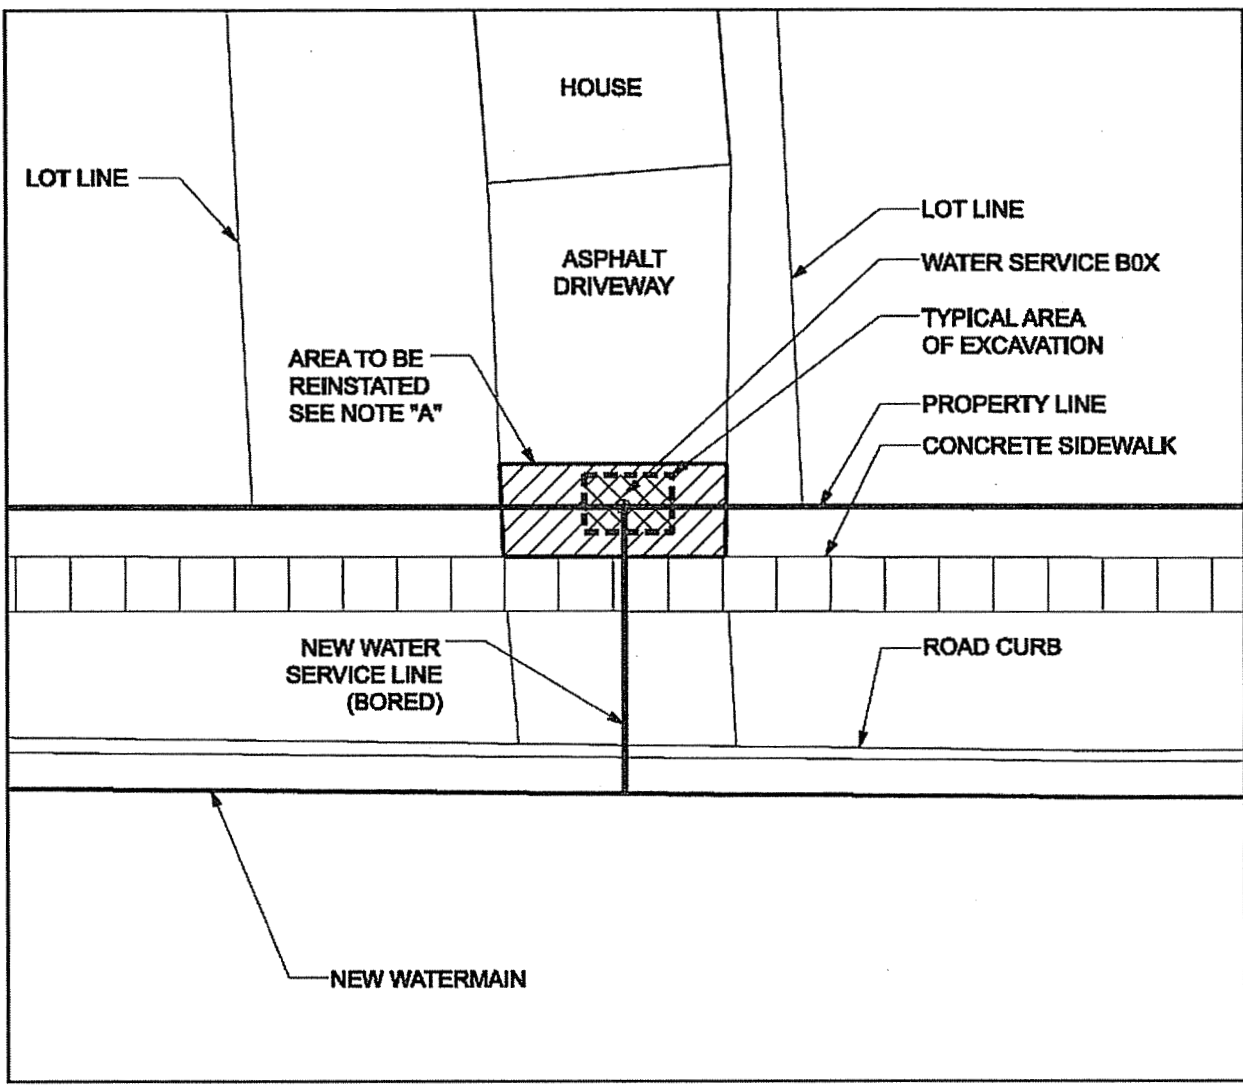 HOUSE
LOT LINE
LOT LINE
ASPHALT
DRIVEWAY
WATER SERVICE B0X
TYPICAL AREA
OF EXCAVATION
AREA TO BE
REINSTATED
SEE NOTE "A"
PROPERTY LINE
CONCRETE SIDEWALK
NEW WATER
SERVICE LINE
(BORED)
ROAD CURB
NEW WATERMAIN